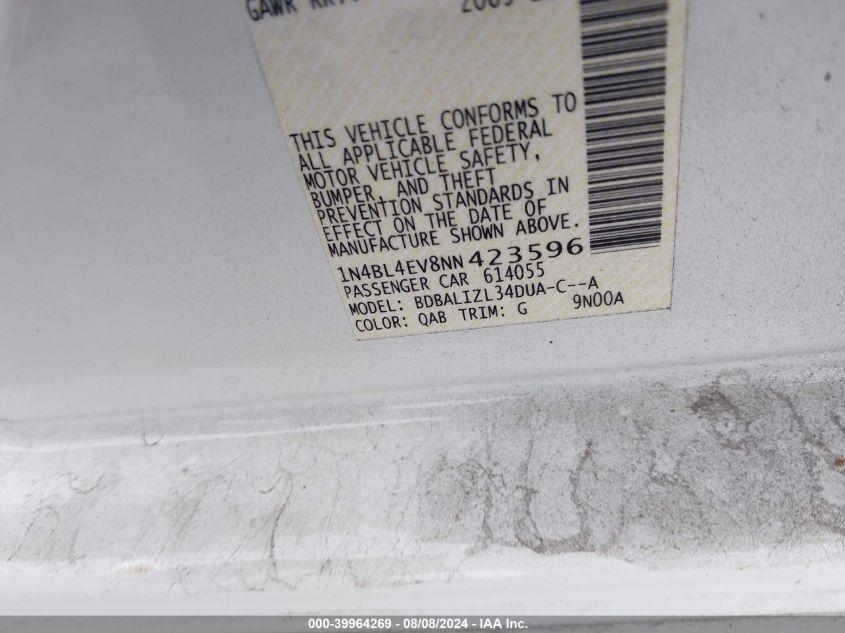 GAWR
THIS VEHICLE CONFORMS TO
ALL APPLICABLE FEDERAL
MOTOR VEHICLE SAFETY,
BUMPER, AND THEFT
PREVENTION STANDARDS IN
EFFECT ON THE DATE OF
MANUFACTURE SHOWN ABOVE.
1N4BL4EV8NN423596
PASSENGER CAR 614055
MODEL: BDBALIZL34DUA-C--A
COLOR: QAB TRIM: G 9N00A
000-39964269 - 08/08/2024 - IAA Inc.